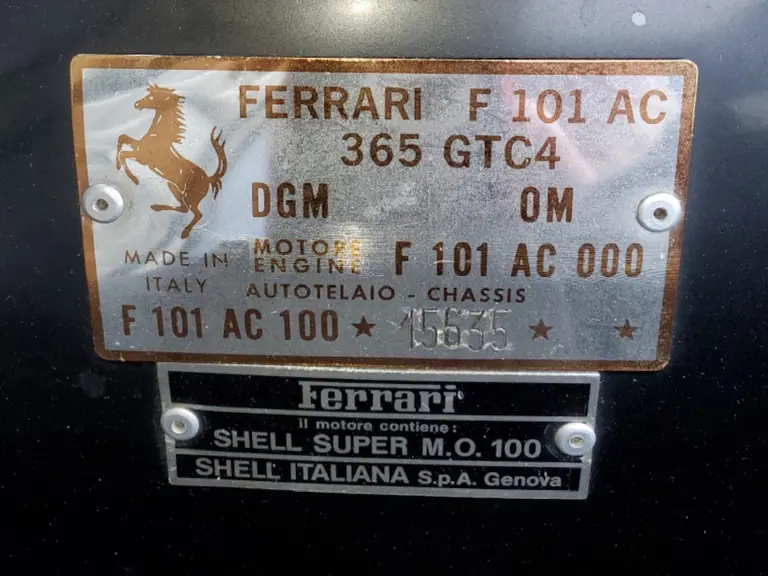 FERRARI F 101 AC
365 GTC4
DGM OM
MADE IN ITALY
MOTORE ENGINE F 101 AC 000
AUTOTELAIO - CHASSIS
F 101 AC 100 ★ 15635 ★ ★
Ferrari
il motore contiene:
SHELL SUPER M.O. 100
SHELL ITALIANA S.p.A. Genova